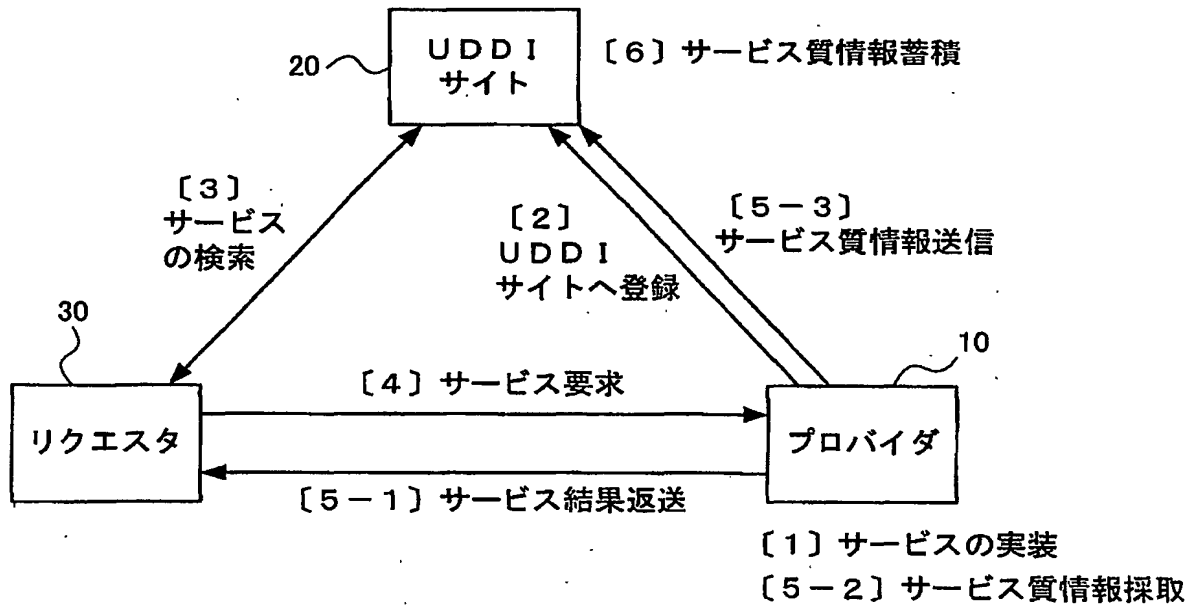 UDDI
サイト
20
〔6〕サービス質情報蓄積
〔3〕
サービス
の検索
〔2〕
UDDI
サイトへ登録
〔5-3〕
サービス質情報送信
30
リクエスタ
〔4〕サービス要求
〔5-1〕サービス結果返送
10
プロバイダ
〔1〕サービスの実装
〔5-2〕サービス質情報採取